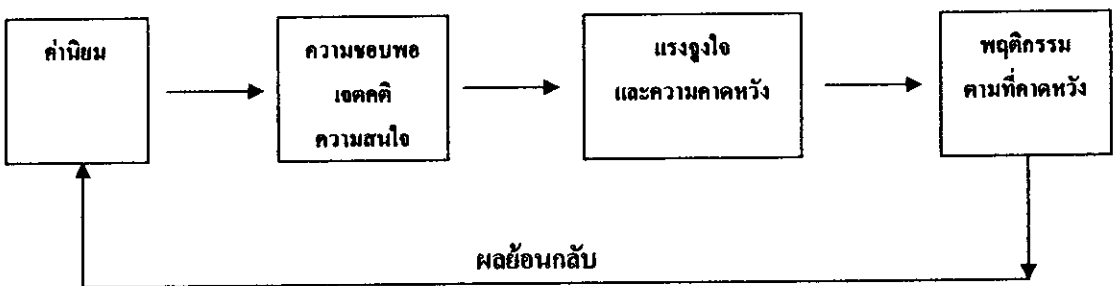 ค่านิยม
ความชอบพอ
เจตคติ
ความสนใจ
แรงจูงใจ
และความคาดหวัง
พฤติกรรม
ตามที่คาดหวัง
ผลย้อนกลับ